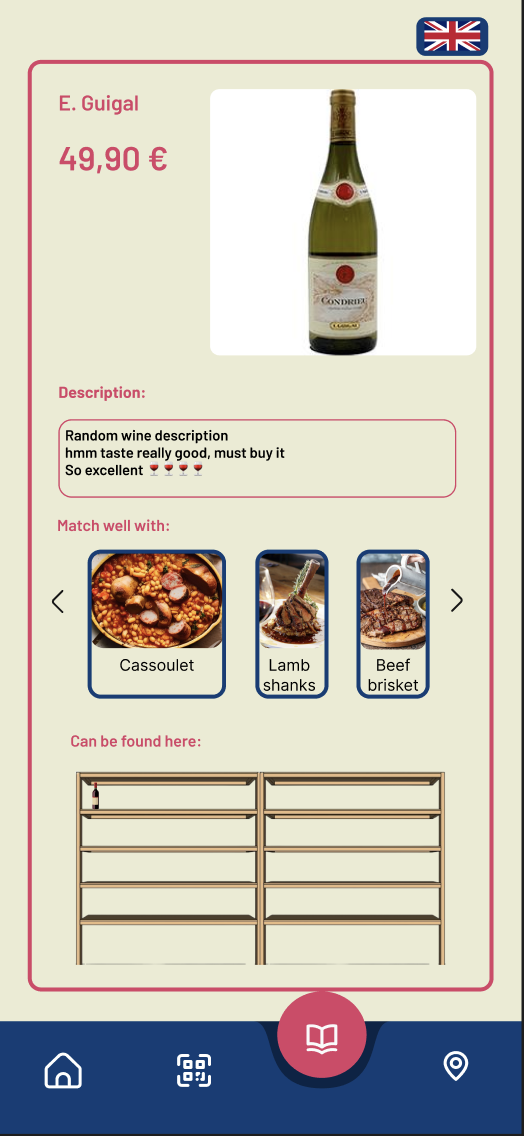 E. Guigal
49,90 €
CONDRIEU
GUIGAL
Description:
Random wine description
hmm taste really good, must buy it
So excellent 🍷🍷🍷🍷
Match well with:
Cassoulet
Lamb
shanks
Beef
brisket
Can be found here: